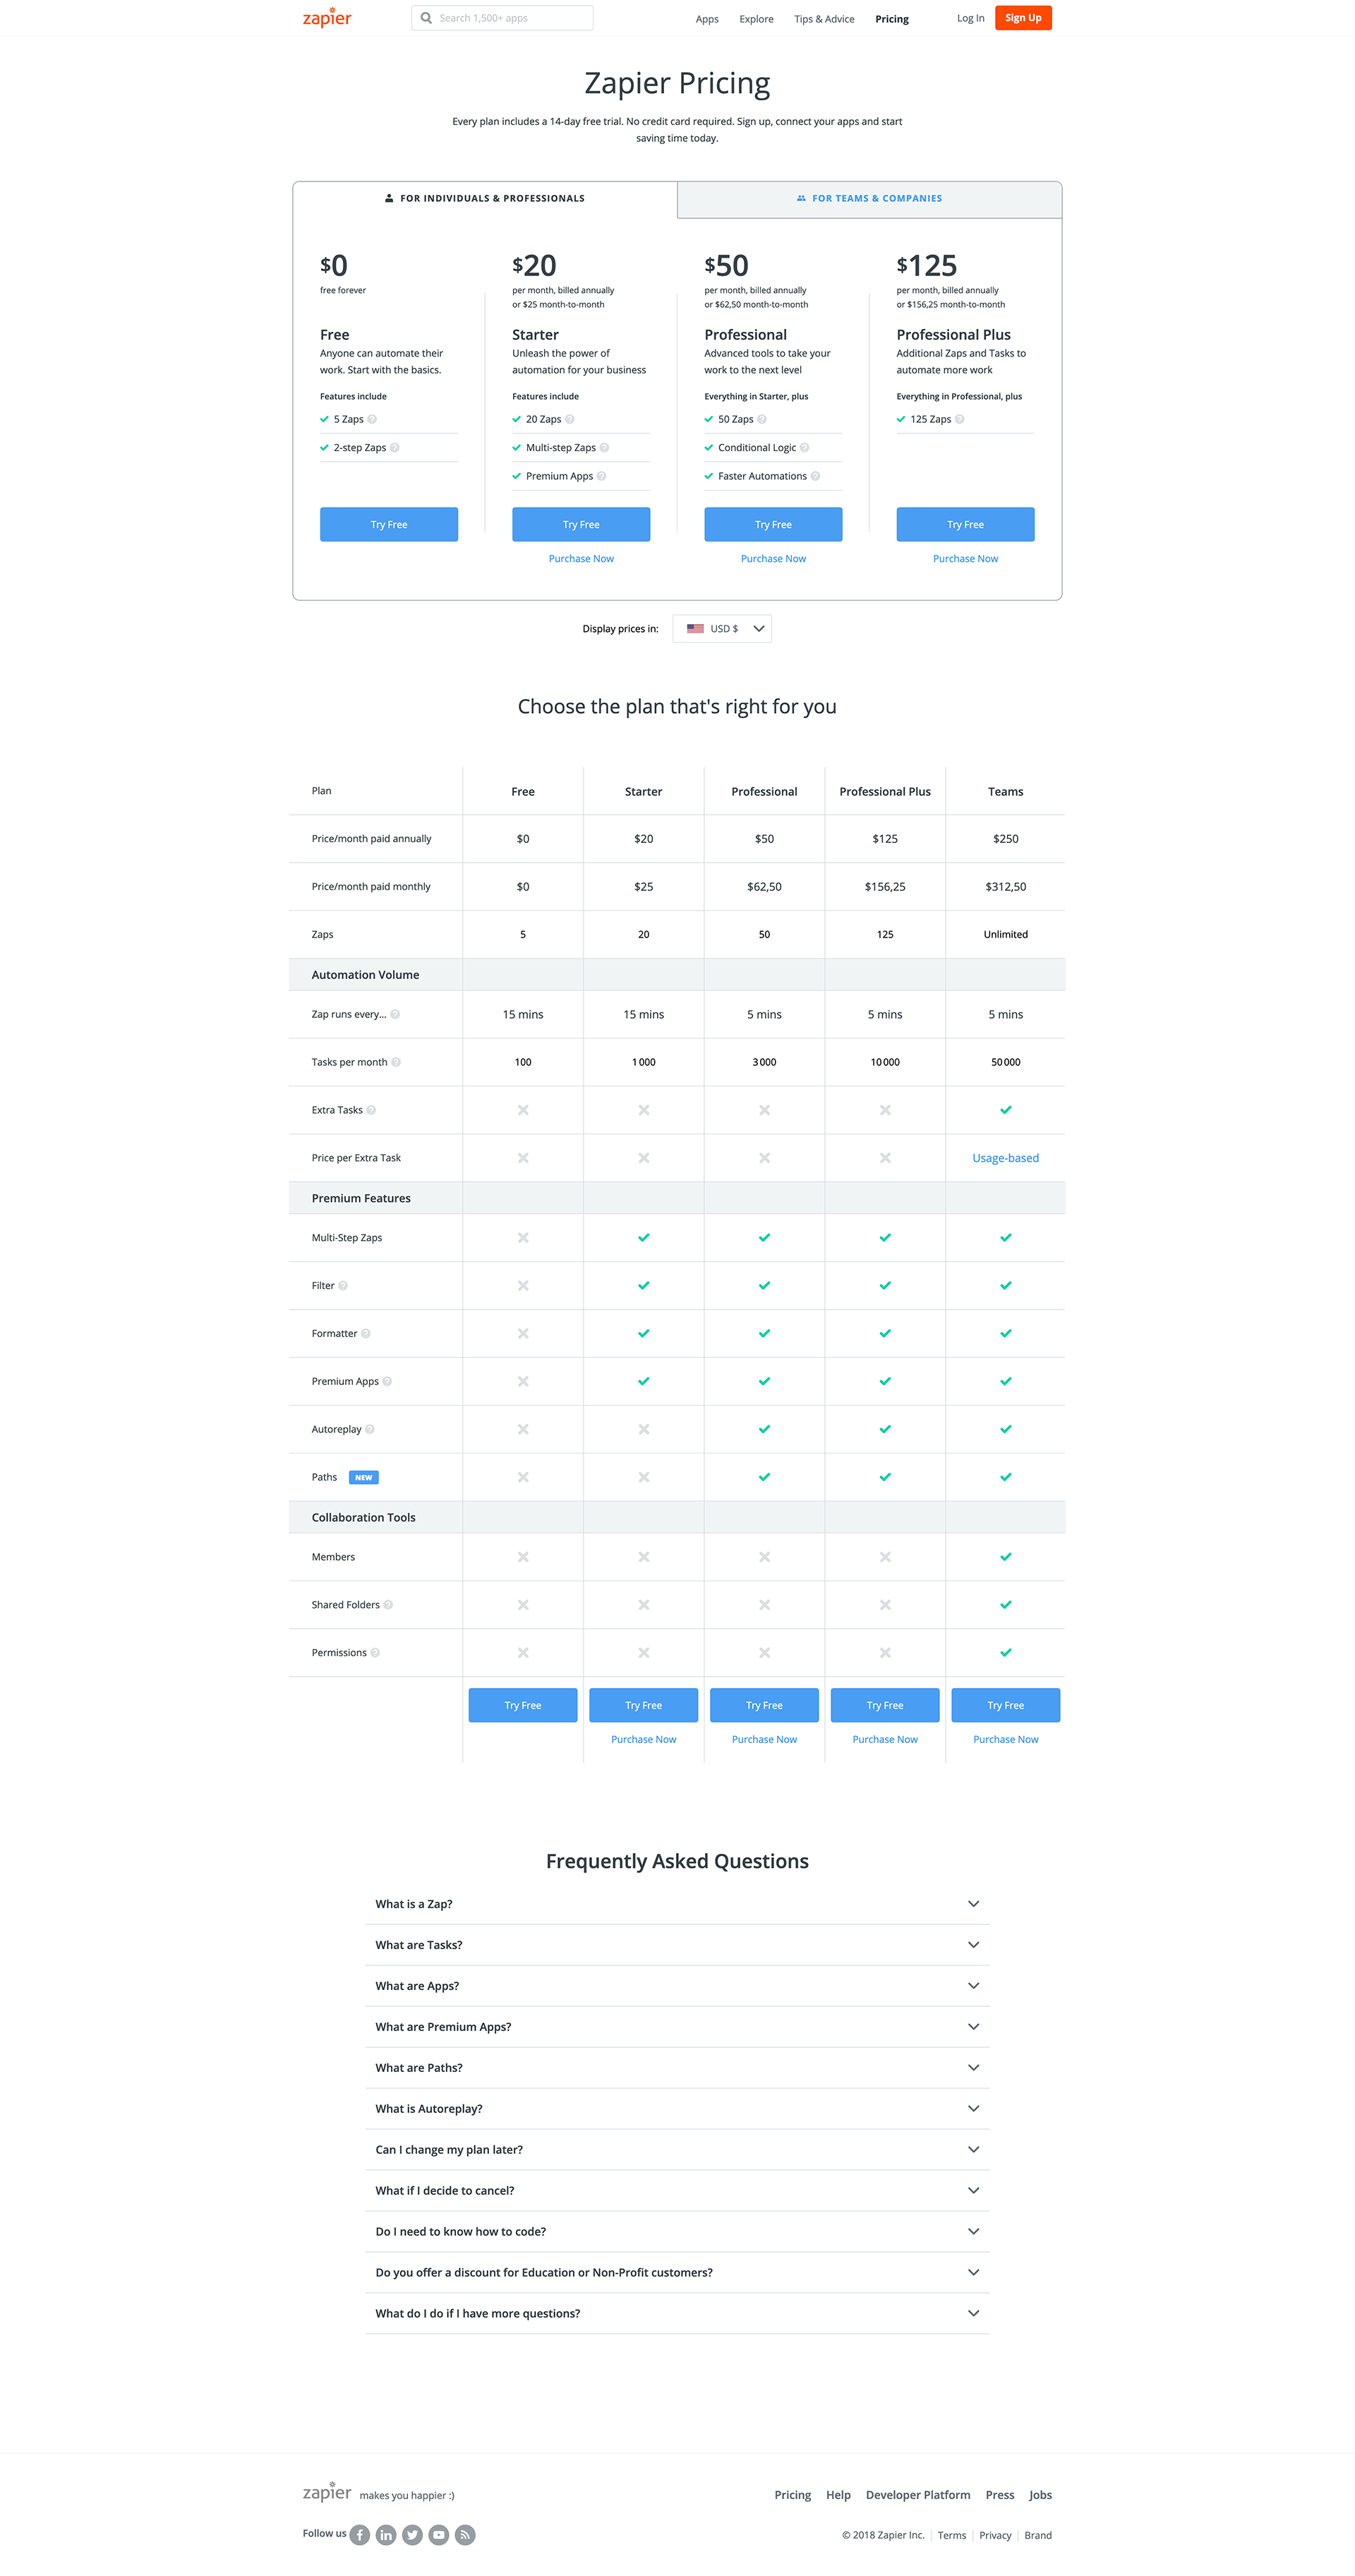 zapier
Search 1,500+ apps
Apps Explore Tips & Advice Pricing Log In Sign Up
Zapier Pricing
Every plan includes a 14-day free trial. No credit card required. Sign up, connect your apps and start
saving time today.
FOR INDIVIDUALS & PROFESSIONALS
FOR TEAMS & COMPANIES
$0
free forever
Free
Anyone can automate their
work. Start with the basics.
Features include
5 Zaps
2-step Zaps
Try Free
$20
per month, billed annually
or $25 month-to-month
Starter
Unleash the power of
automation for your business
Features include
20 Zaps
Multi-step Zaps
Premium Apps
Try Free
Purchase Now
$50
per month, billed annually
or $62,50 month-to-month
Professional
Advanced tools to take your
work to the next level
Everything in Starter, plus
50 Zaps
Conditional Logic
Faster Automations
Try Free
Purchase Now
$125
per month, billed annually
or $156,25 month-to-month
Professional Plus
Additional Zaps and Tasks to
automate more work
Everything in Professional, plus
125 Zaps
Try Free
Purchase Now
Display prices in: USD $
Choose the plan that's right for you
Plan Free Starter Professional Professional Plus Teams
Price/month paid annually $0 $20 $50 $125 $250
Price/month paid monthly $0 $25 $62,50 $156,25 $312,50
Zaps 5 20 50 125 Unlimited
Automation Volume
Zap runs every... 15 mins 15 mins 5 mins 5 mins 5 mins
Tasks per month 100 1 000 3 000 10 000 50 000
Extra Tasks
Price per Extra Task Usage-based
Premium Features
Multi-Step Zaps
Filter
Formatter
Premium Apps
Autoreplay
Paths NEW
Collaboration Tools
Members
Shared Folders
Permissions
Try Free Try Free Try Free Try Free Try Free
Purchase Now Purchase Now Purchase Now Purchase Now
Frequently Asked Questions
What is a Zap?
What are Tasks?
What are Apps?
What are Premium Apps?
What are Paths?
What is Autoreplay?
Can I change my plan later?
What if I decide to cancel?
Do I need to know how to code?
Do you offer a discount for Education or Non-Profit customers?
What do I do if I have more questions?
zapier makes you happier :)
Pricing Help Developer Platform Press Jobs
Follow us
© 2018 Zapier Inc. Terms Privacy Brand